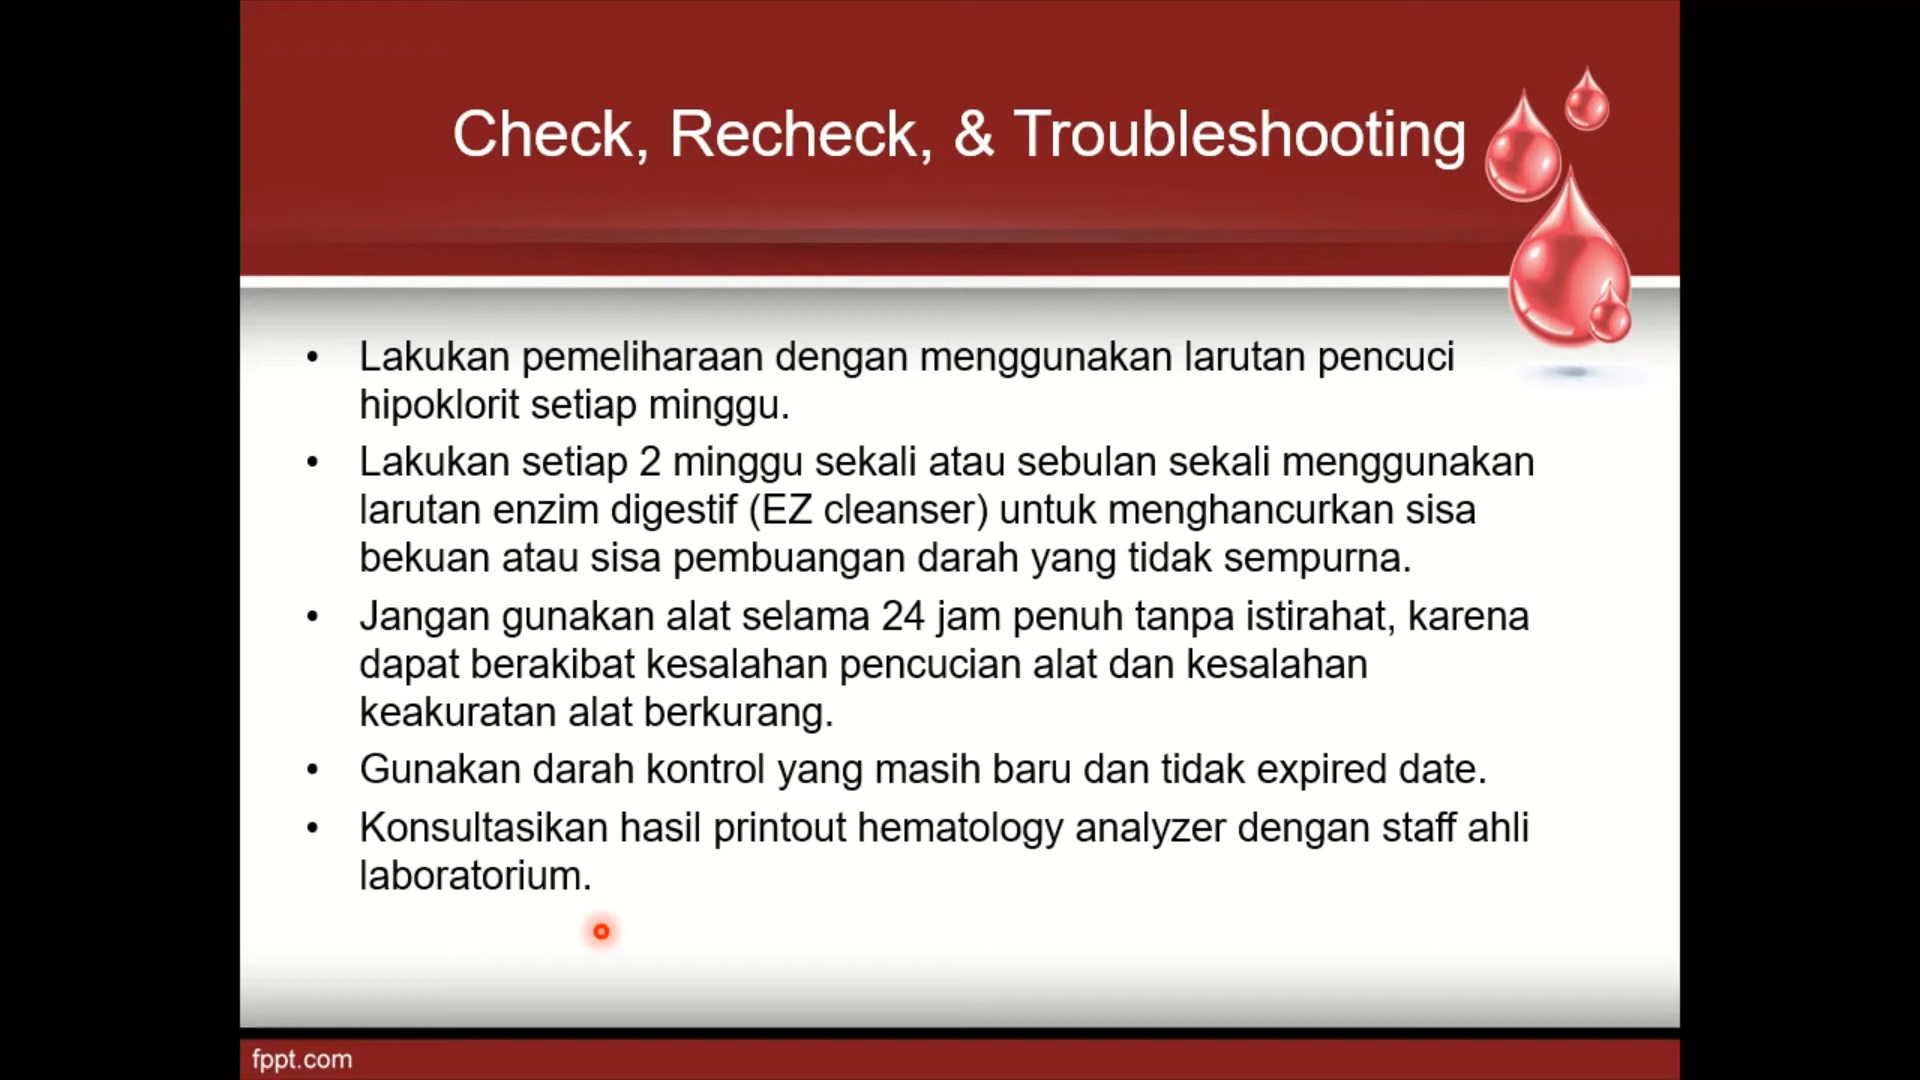 Check, Recheck, & Troubleshooting
• Lakukan pemeliharaan dengan menggunakan larutan pencuci
hipoklorit setiap minggu.
• Lakukan setiap 2 minggu sekali atau sebulan sekali menggunakan
larutan enzim digestif (EZ cleanser) untuk menghancurkan sisa
bekuan atau sisa pembuangan darah yang tidak sempurna.
• Jangan gunakan alat selama 24 jam penuh tanpa istirahat, karena
dapat berakibat kesalahan pencucian alat dan kesalahan
keakuratan alat berkurang.
• Gunakan darah kontrol yang masih baru dan tidak expired date.
• Konsultasikan hasil printout hematology analyzer dengan staff ahli
laboratorium.
fppt.com